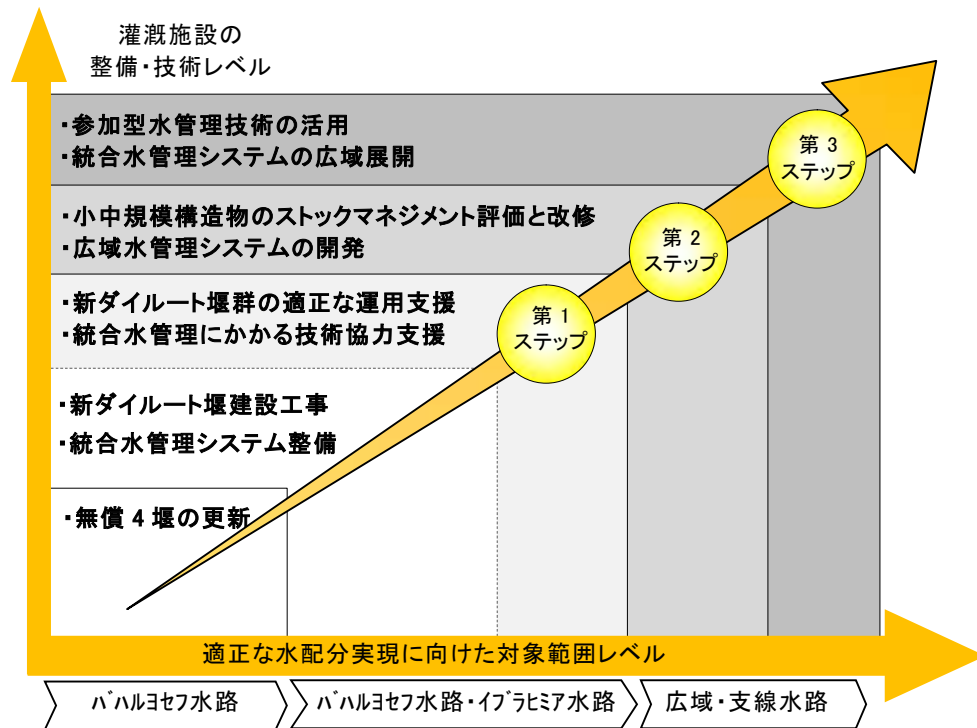 灌漑施設の
整備・技術レベル
・参加型水管理技術の活用
・統合水管理システムの広域展開
第 3
ステップ
・小中規模構造物のストックマネジメント評価と改修
・広域水管理システムの開発
第 2
ステップ
・新ダイルート堰群の適正な運用支援
・統合水管理にかかる技術協力支援
第 1
ステップ
・新ダイルート堰建設工事
・統合水管理システム整備
・無償 4 堰の更新
適正な水配分実現に向けた対象範囲レベル
ﾊﾞﾊﾙﾖｾﾌ水路
ﾊﾞﾊﾙﾖｾﾌ水路・ｲﾌﾞﾗﾋﾐｱ水路
広域・支線水路